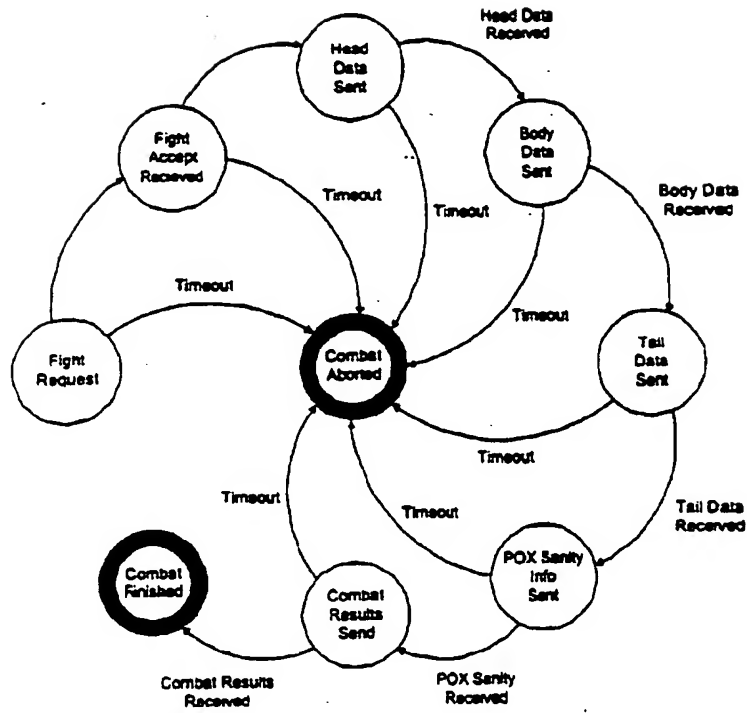 Head Data
Received
Head
Data
Sent
Fight
Accept
Recieved
Body
Data
Sent
Timeout
Timeout
Body Data
Received
Timeout
Timeout
Fight
Request
Combat
Aborted
Tail
Data
Sent
Timeout
Timeout
Timeout
Tail Data
Received
Combat
Finished
POX Sanity
Info
Sent
Combat
Results
Send
Combat Results
Received
POX Sanity
Received